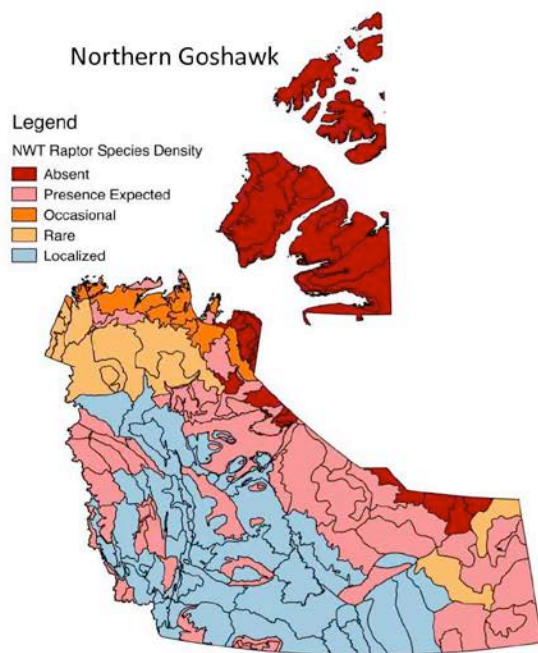 Northern Goshawk
Legend
NWT Raptor Species Density
Absent
Presence Expected
Occasional
Rare
Localized